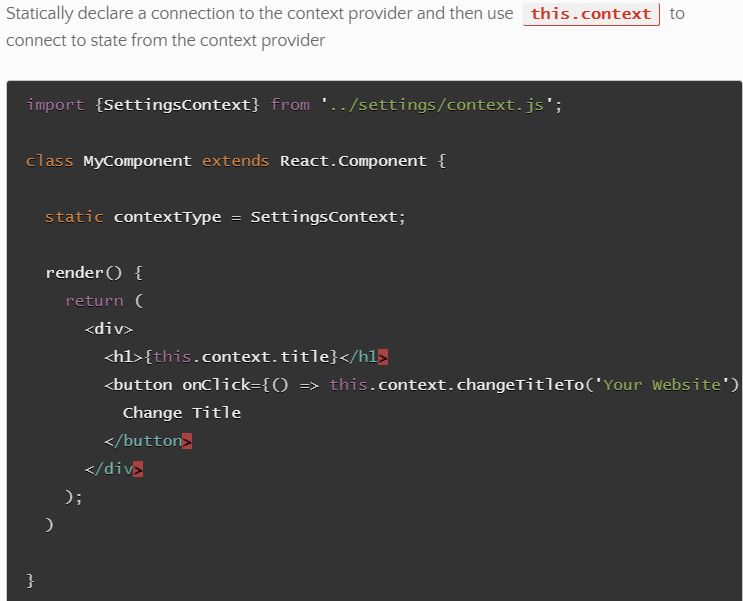 Statically declare a connection to the context provider and then use this.context to
connect to state from the context provider
import {SettingsContext} from '../settings/context.js';
class MyComponent extends React.Component {
static contextType = SettingsContext;
render() {
return (
<div>
<h1>{this.context.title}</h1>
<button onClick={() => this.context.changeTitleTo('Your Website')
Change Title
</button>
</div>
);
)
}